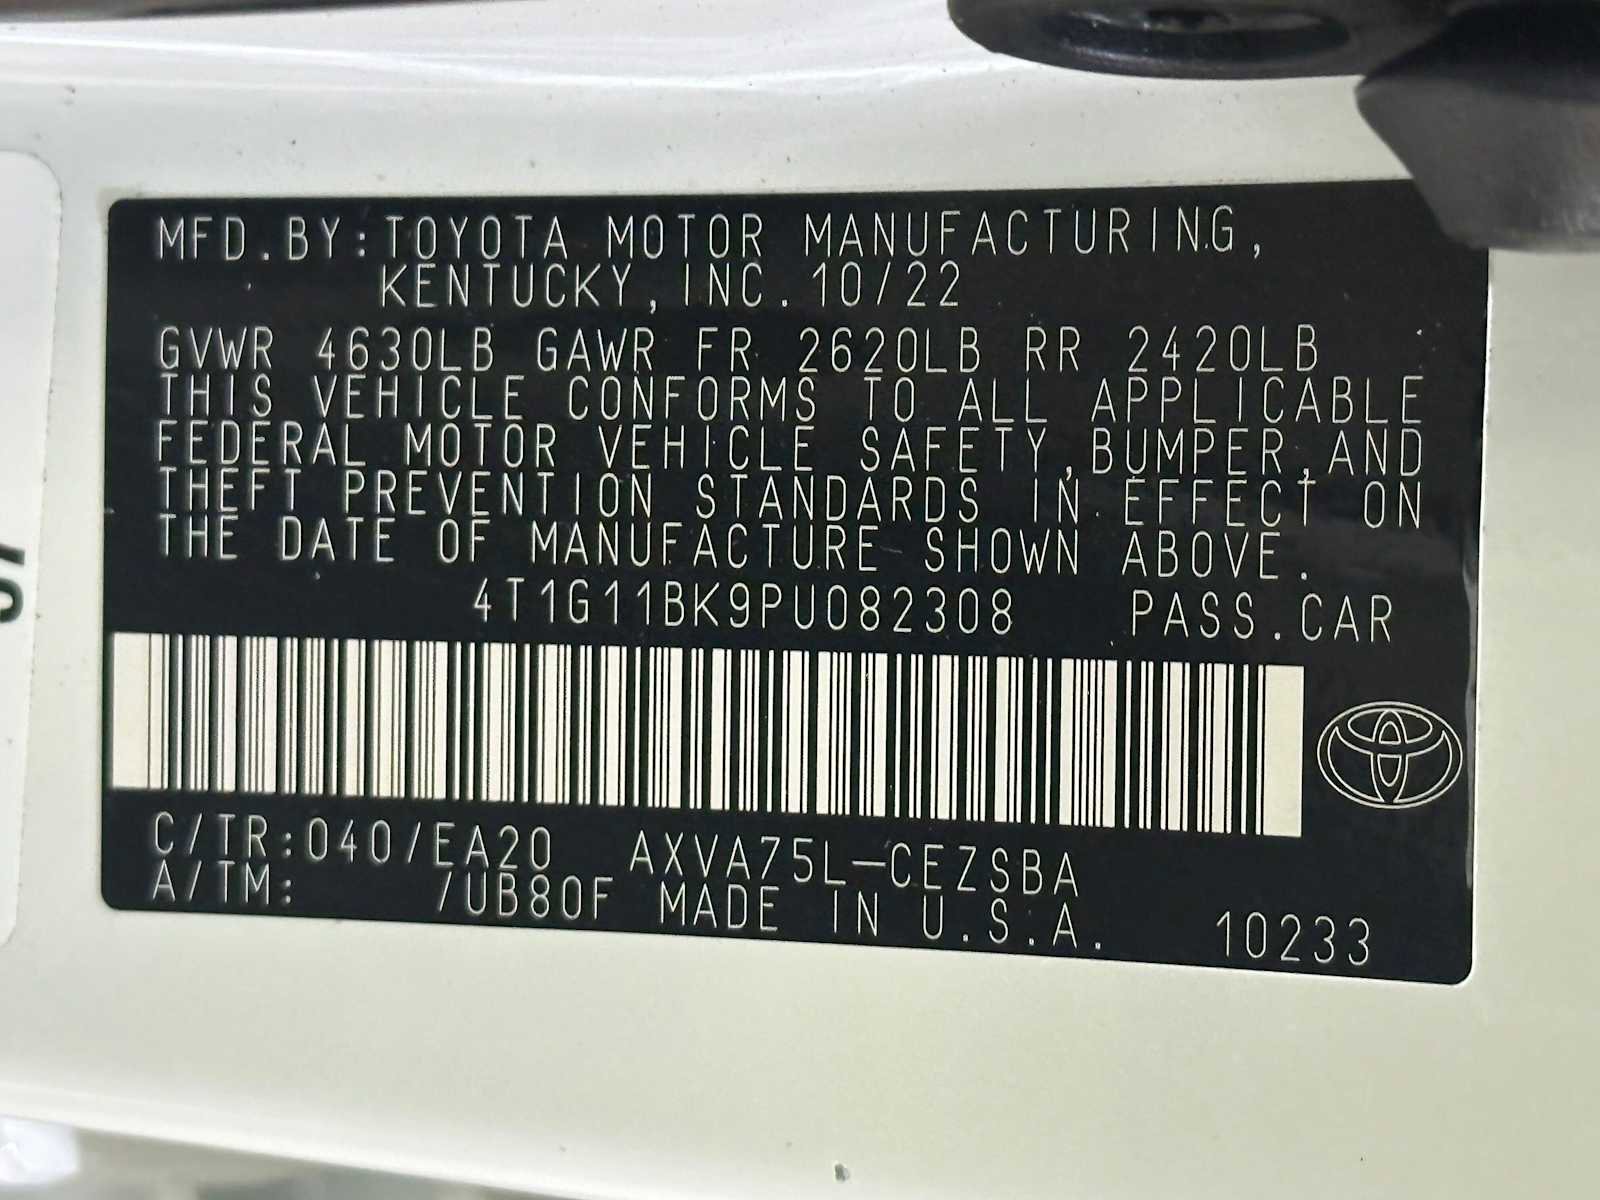 MFD.BY:TOYOTA MOTOR MANUFACTURING,
KENTUCKY,INC. 10/22
GVWR 4630LB GAWR FR 2620LB RR 2420LB
THIS VEHICLE CONFORMS TO ALL APPLICABLE
FEDERAL MOTOR VEHICLE SAFETY,BUMPER,AND
THEFT PREVENTION STANDARDS IN EFFECT ON
THE DATE OF MANUFACTURE SHOWN ABOVE.
4T1G11BK9PU082308 PASS.CAR
C/TR:040/EA20 AXVA75L-CEZSBA
A/TM: /UB80F MADE IN U.S.A. 10233